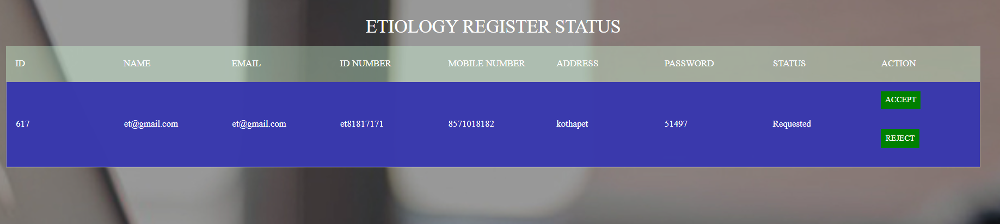 ETIOLOGY REGISTER STATUS
ID NAME EMAIL ID NUMBER MOBILE NUMBER ADDRESS PASSWORD STATUS ACTION
617 et@gmail.com et@gmail.com et81817171 8571018182 kothapet 51497 Requested
ACCEPT
REJECT